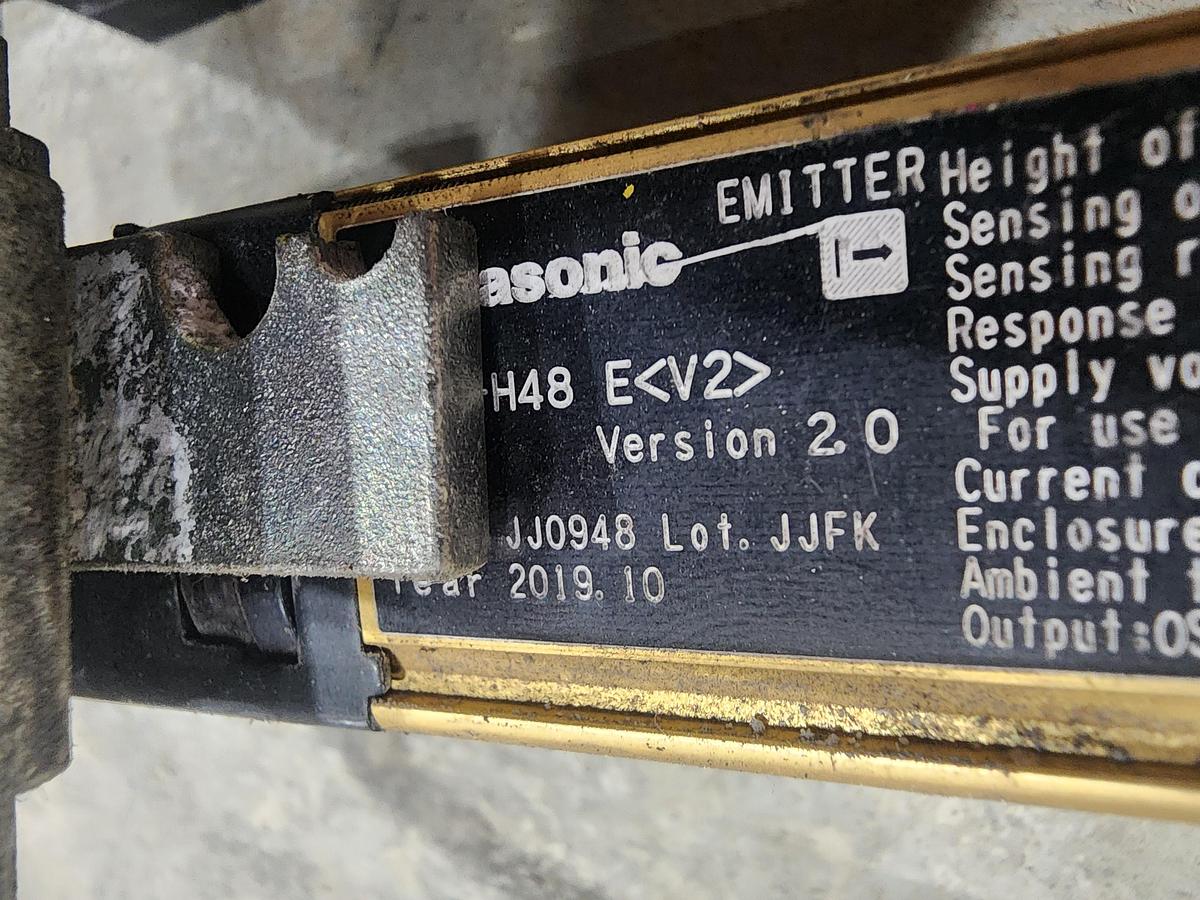 EMITTER
asonic
-H48 E<V2>
Version 2.0
JJ0948 Lot. JJFK
Year 2019.10
Height of
Sensing
Sensing
Response
Supply
For use
Current
Enclosure
Ambient
Output:OS